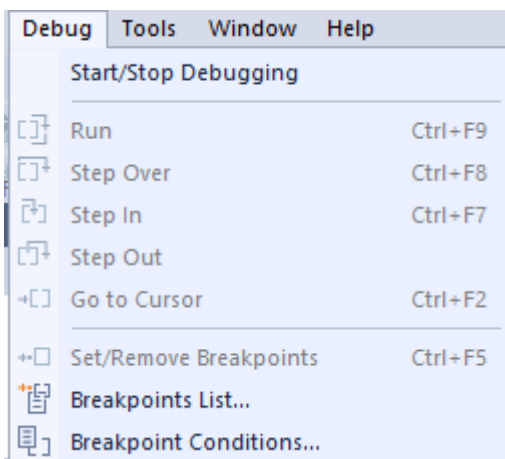 Debug Tools Window Help
Start/Stop Debugging
Run Ctrl+F9
Step Over Ctrl+F8
Step In Ctrl+F7
Step Out
Go to Cursor Ctrl+F2
Set/Remove Breakpoints Ctrl+F5
Breakpoints List...
Breakpoint Conditions...